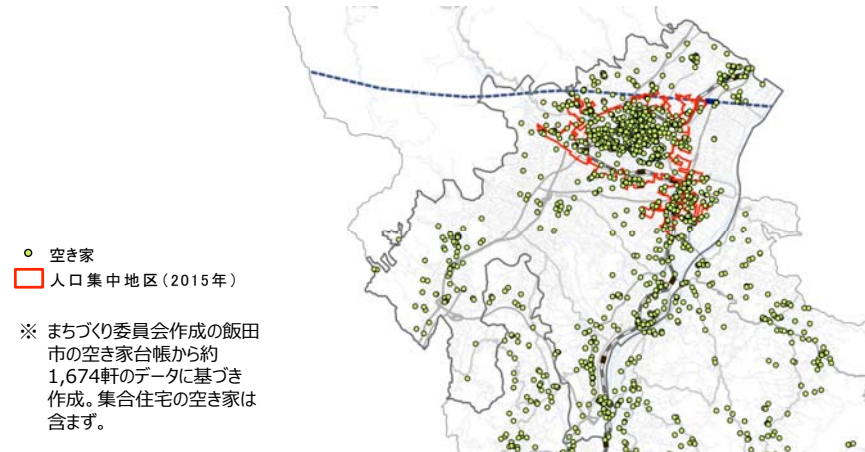 空き家
人口集中地区（2015年）
※ まちづくり委員会作成の飯田
市の空き家台帳から約
1,674軒のデータに基づき
作成。集合住宅の空き家は
含まず。